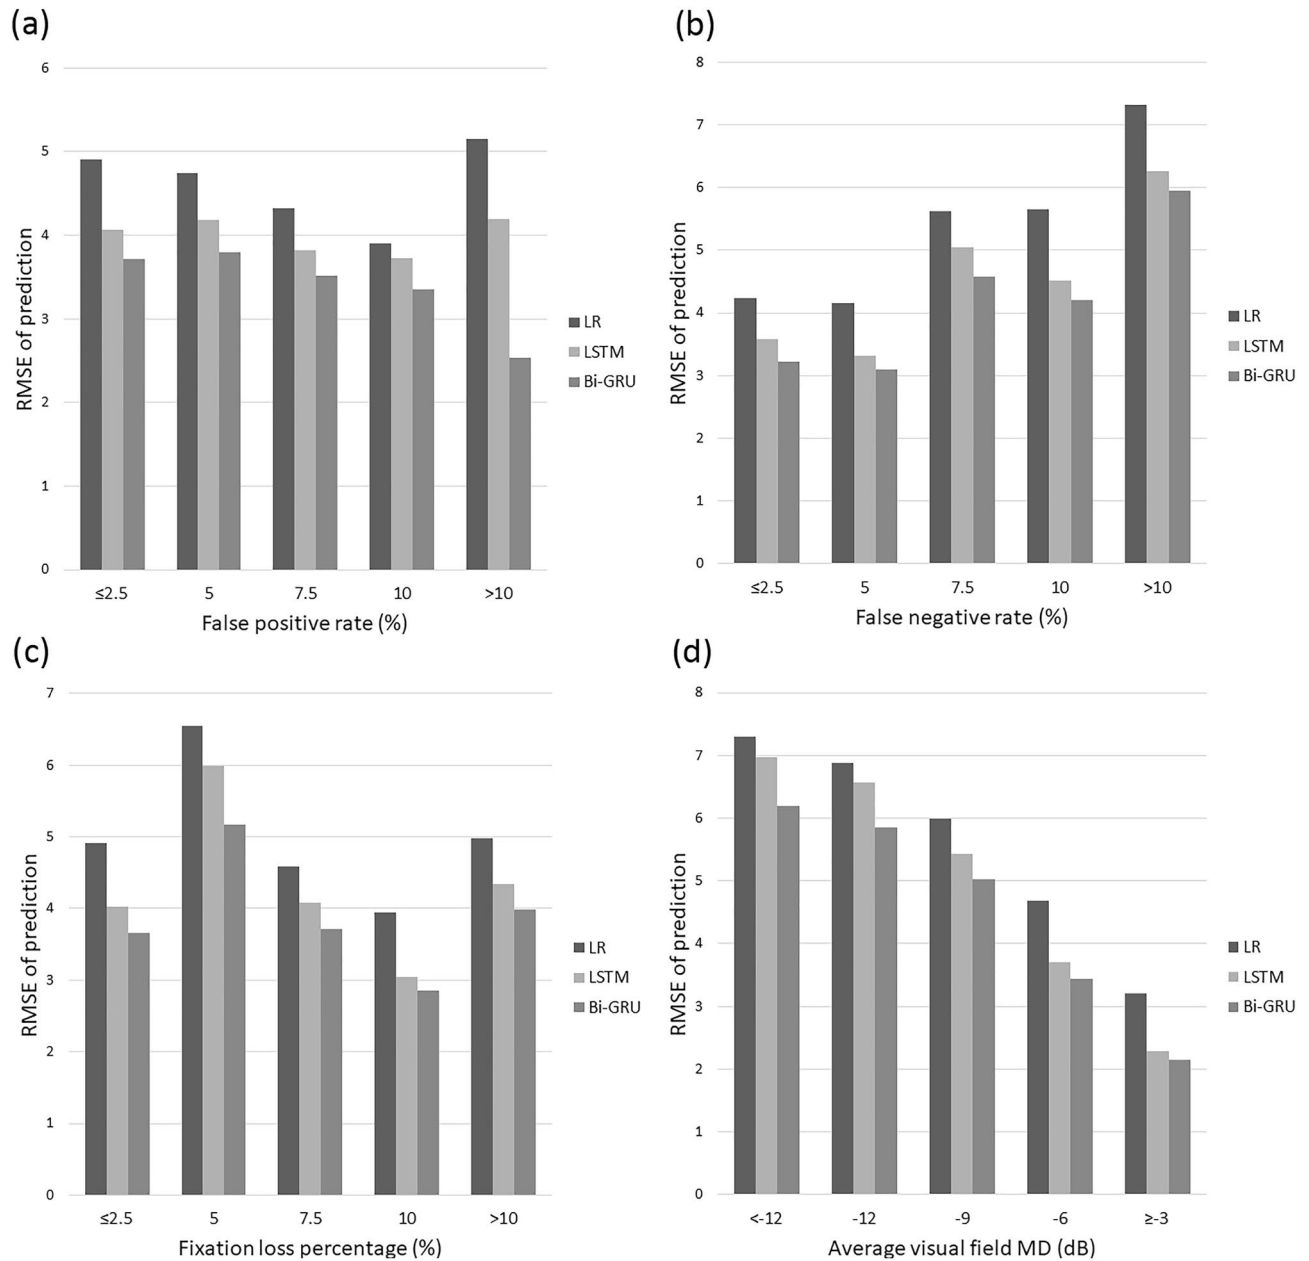 (a)
6
5
4
3
2
1
0
RMSE of prediction
≤2.5 5 7.5 10 >10
False positive rate (%)
LR
LSTM
Bi-GRU
(b)
8
7
6
5
4
3
2
1
0
RMSE of prediction
≤2.5 5 7.5 10 >10
False negative rate (%)
LR
LSTM
Bi-GRU
(c)
7
6
5
4
3
2
1
0
RMSE of prediction
≤2.5 5 7.5 10 >10
Fixation loss percentage (%)
LR
LSTM
Bi-GRU
(d)
8
7
6
5
4
3
2
1
0
RMSE of prediction
<-12 -12 -9 -6 ≥-3
Average visual field MD (dB)
LR
LSTM
Bi-GRU